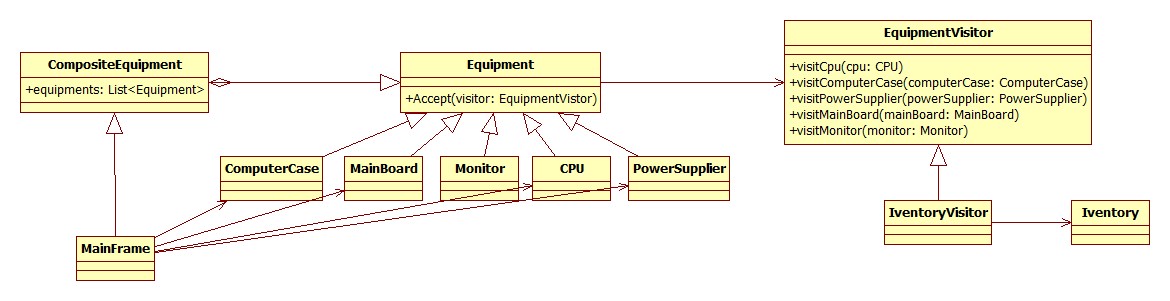 EquipmentVisitor
+visitCpu(cpu: CPU)
+visitComputerCase(computerCase: ComputerCase)
+visitPowerSupplier(powerSupplier: PowerSupplier)
+visitMainBoard(mainBoard: MainBoard)
+visitMonitor(monitor: Monitor)
CompositeEquipment
+equipments: List<Equipment>
Equipment
+Accept(visitor: EquipmentVistor)
ComputerCase
MainBoard
Monitor
CPU
PowerSupplier
IventoryVisitor
Iventory
MainFrame